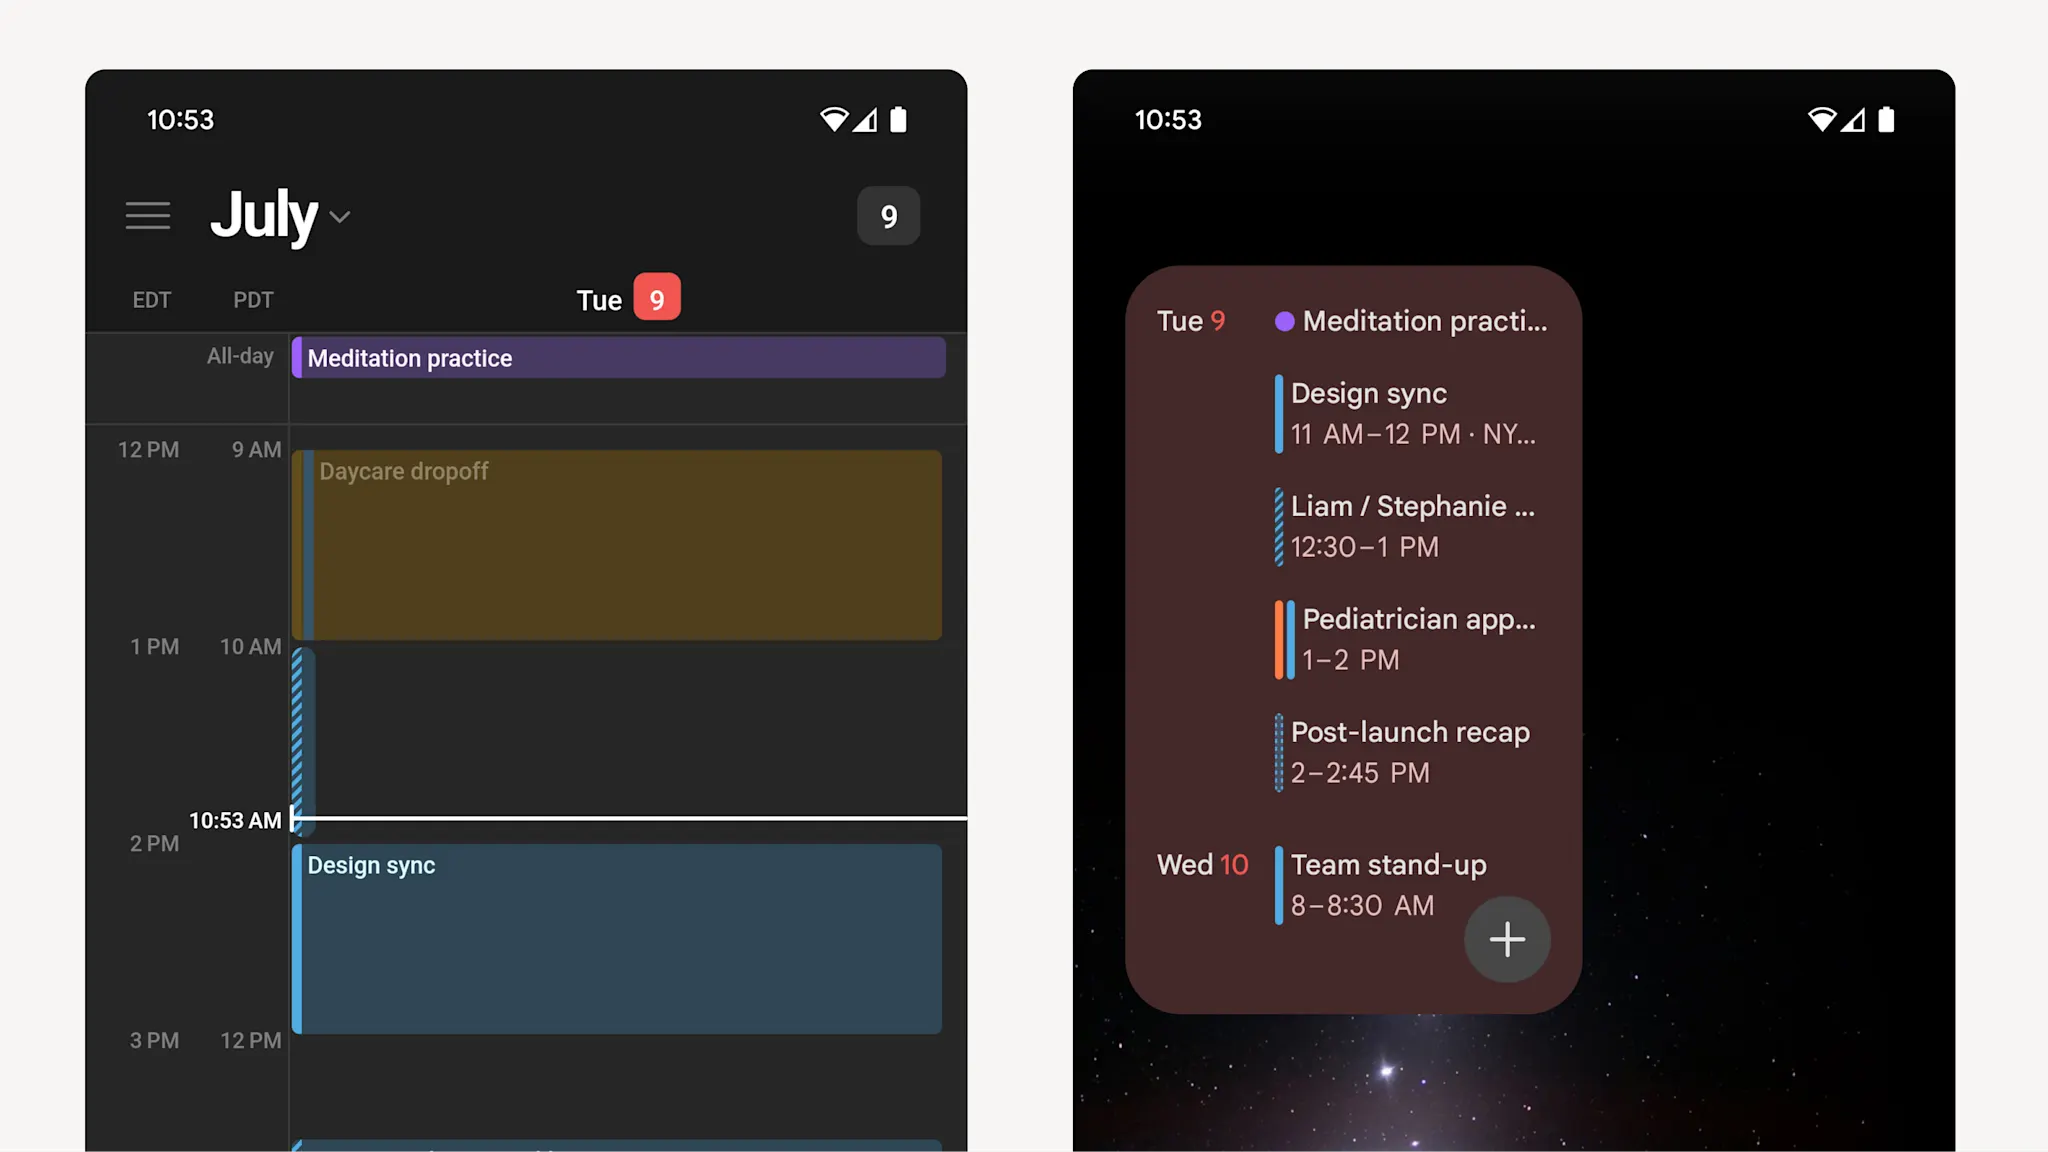 10:53
July
9
EDT PDT Tue 9
All-day Meditation practice
12 PM 9 AM
Daycare dropoff
1 PM 10 AM
10:53 AM
2 PM
Design sync
3 PM 12 PM
10:53
Tue 9 Meditation practi...
Design sync
11 AM–12 PM · NY...
Liam / Stephanie ...
12:30–1 PM
Pediatrician app...
1–2 PM
Post-launch recap
2–2:45 PM
Wed 10 Team stand-up
8–8:30 AM